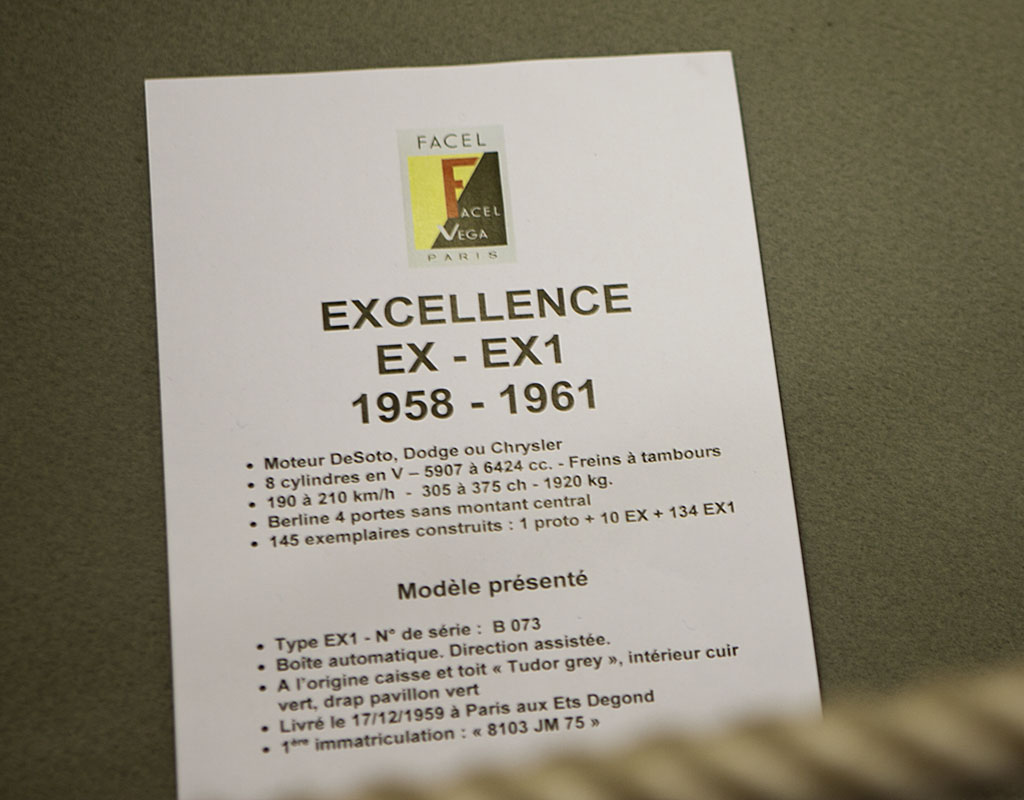 FACEL
FACEL
VEGA
PARIS
EXCELLENCE
EX - EX1
1958 - 1961
• Moteur DeSoto, Dodge ou Chrysler
• 8 cylindres en V – 5907 à 6424 cc. - Freins à tambours
• 190 à 210 km/h - 305 à 375 ch - 1920 kg.
• Berline 4 portes sans montant central
• 145 exemplaires construits : 1 proto + 10 EX + 134 EX1
Modèle présenté
• Type EX1 - N° de série : B 073
• Boîte automatique. Direction assistée.
• A l'origine caisse et toit « Tudor grey », intérieur cuir
vert, drap pavillon vert
• Livré le 17/12/1959 à Paris aux Ets Degond
• 1ère immatriculation : « 8103 JM 75 »